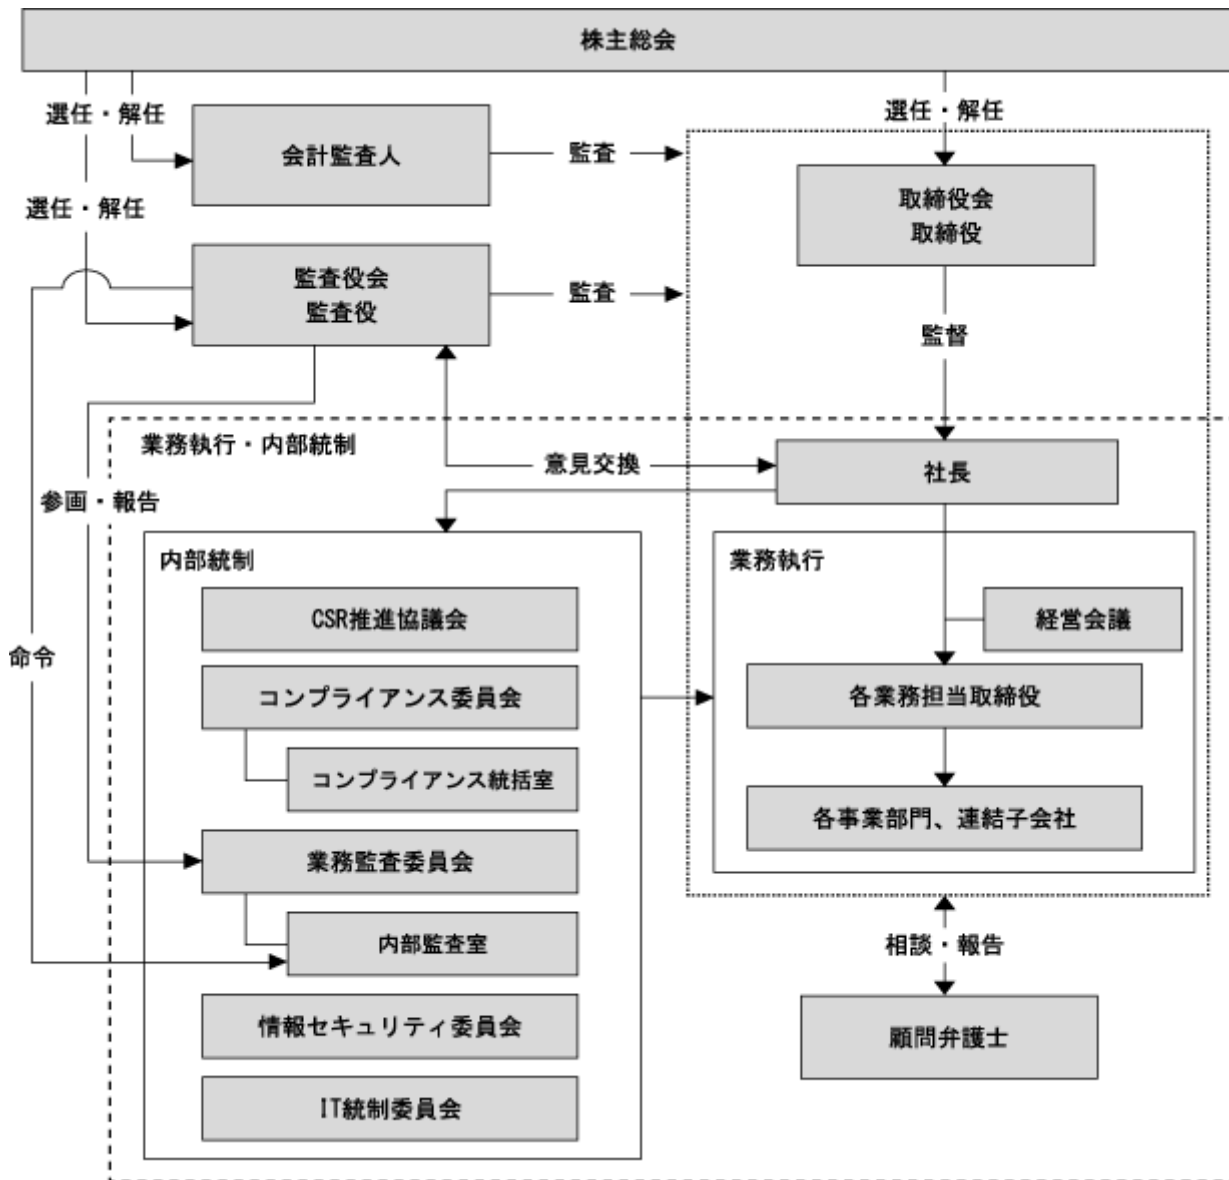 株主総会
選任・解任
選任・解任
会計監査人
監査
取締役会
取締役
選任・解任
監査役会
監査役
監査
監督
業務執行・内部統制
意見交換
社長
参画・報告
内部統制
業務執行
CSR推進協議会
経営会議
命令
コンプライアンス委員会
各業務担当取締役
コンプライアンス統括室
各事業部門、連結子会社
業務監査委員会
内部監査室
相談・報告
情報セキュリティ委員会
顧問弁護士
IT統制委員会